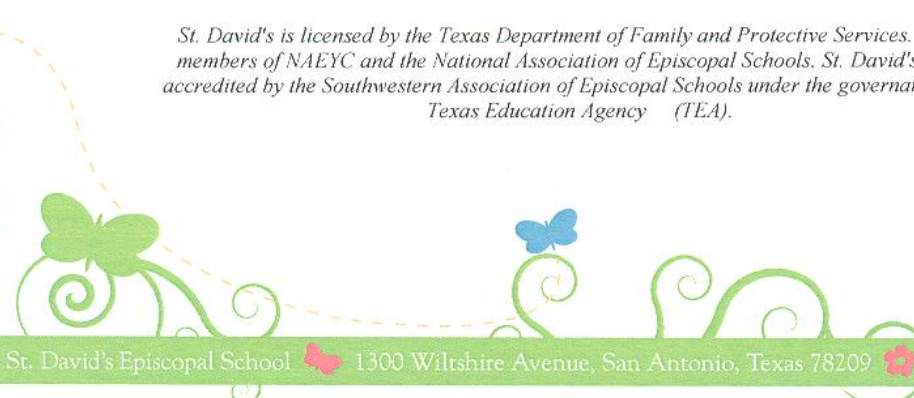 St. David's is licensed by the Texas Department of Family and Protective Services.
members of NAEYC and the National Association of Episcopal Schools. St. David's
accredited by the Southwestern Association of Episcopal Schools under the
Texas Education Agency (TEA).
St. David's Episcopal School 1300 Wiltshire Avenue, San Antonio, Texas 78209